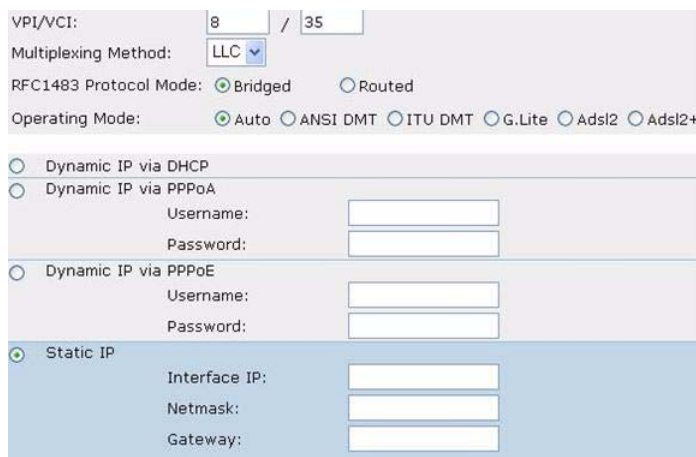 VPI/VCI: 8 / 35
Multiplexing Method: LLC
RFC1483 Protocol Mode: Bridged Routed
Operating Mode: Auto ANSI DMT ITU DMT G.Lite Adsl2 Adsl2+
Dynamic IP via DHCP
Dynamic IP via PPPoA
Username:
Password:
Dynamic IP via PPPoE
Username:
Password:
Static IP
Interface IP:
Netmask:
Gateway: